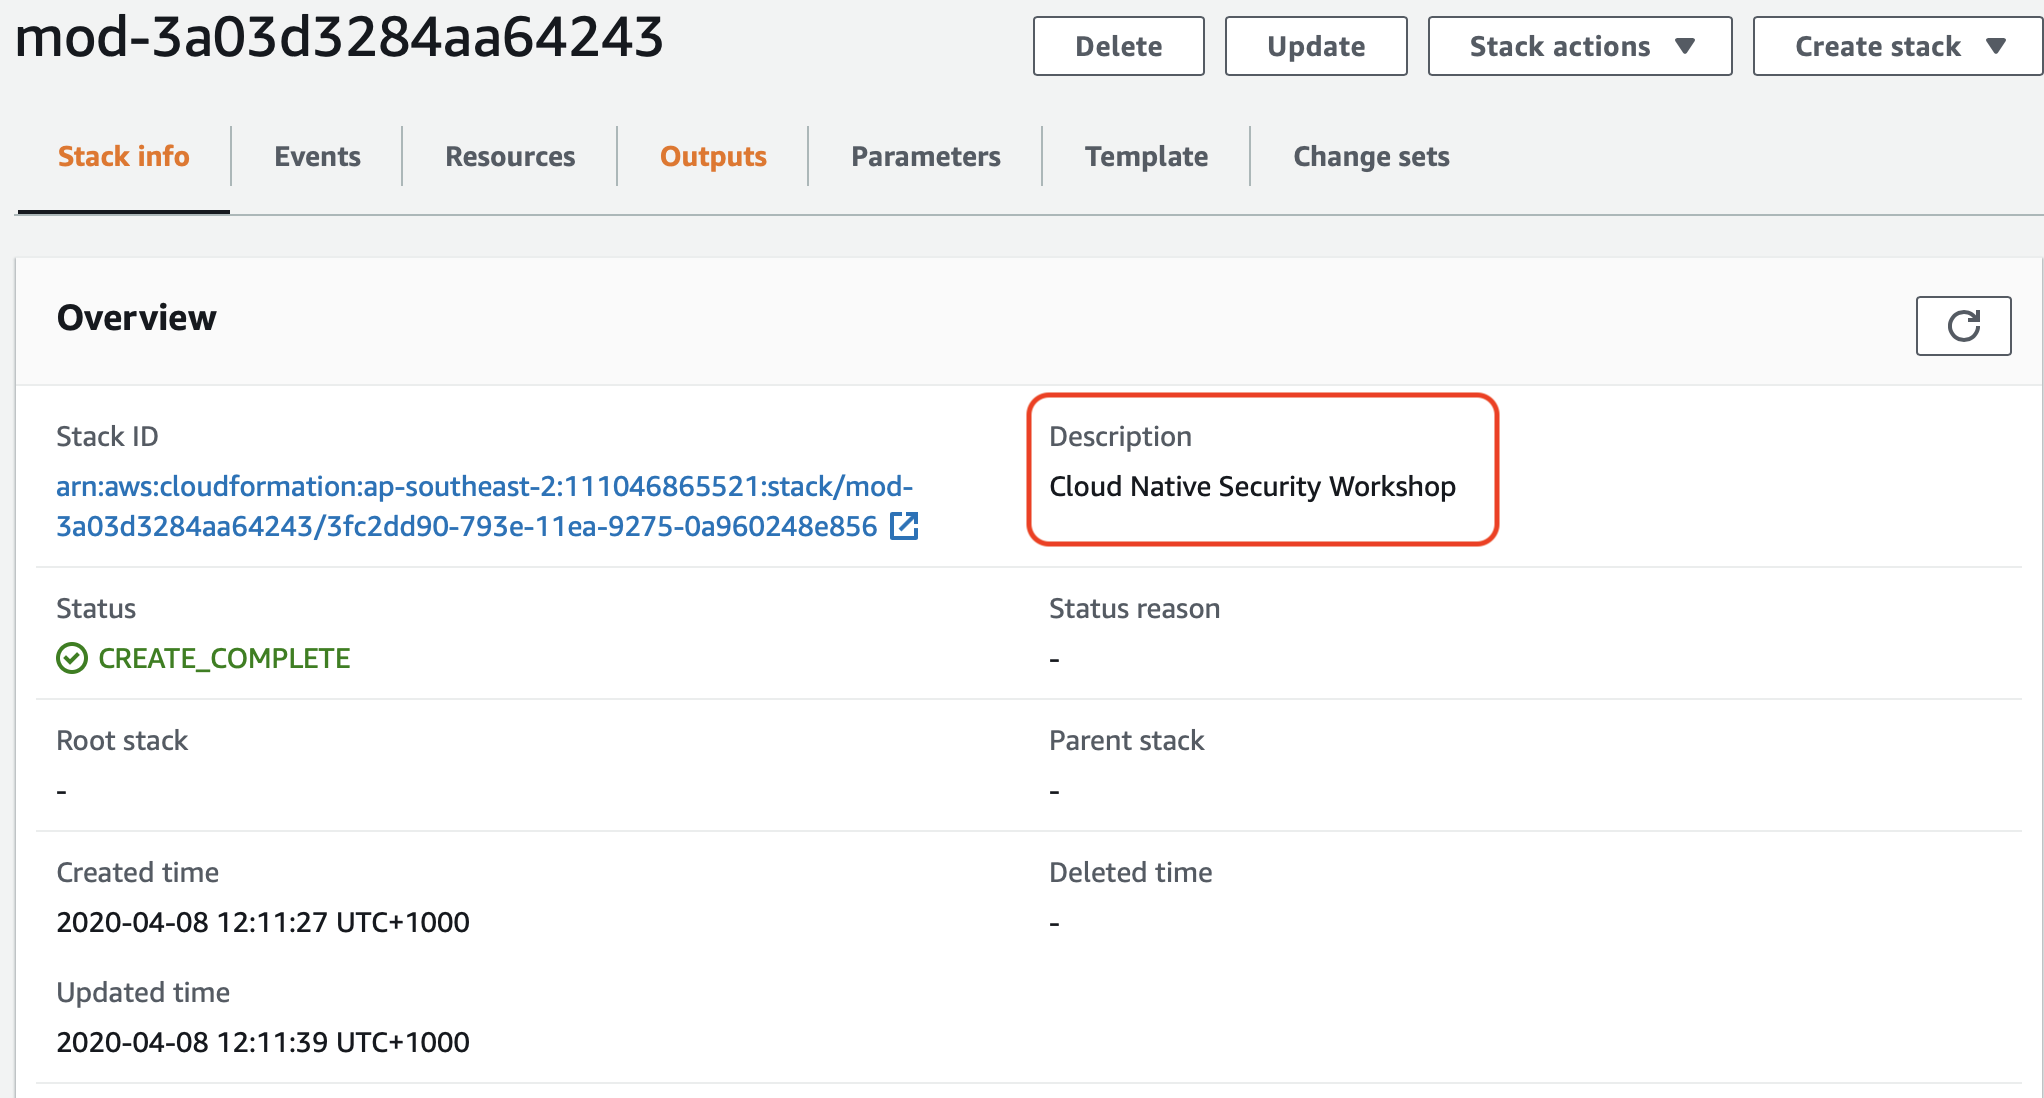 mod-3a03d3284aa64243
Delete
Update
Stack actions
Create stack
Stack info
Events
Resources
Outputs
Parameters
Template
Change sets
Overview
Stack ID
arn:aws:cloudformation:ap-southeast-2:111046865521:stack/mod-
3a03d3284aa64243/3fc2dd90-793e-11ea-9275-0a960248e856
Description
Cloud Native Security Workshop
Status
CREATE_COMPLETE
Status reason
-
Root stack
-
Parent stack
-
Created time
2020-04-08 12:11:27 UTC+1000
Deleted time
-
Updated time
2020-04-08 12:11:39 UTC+1000